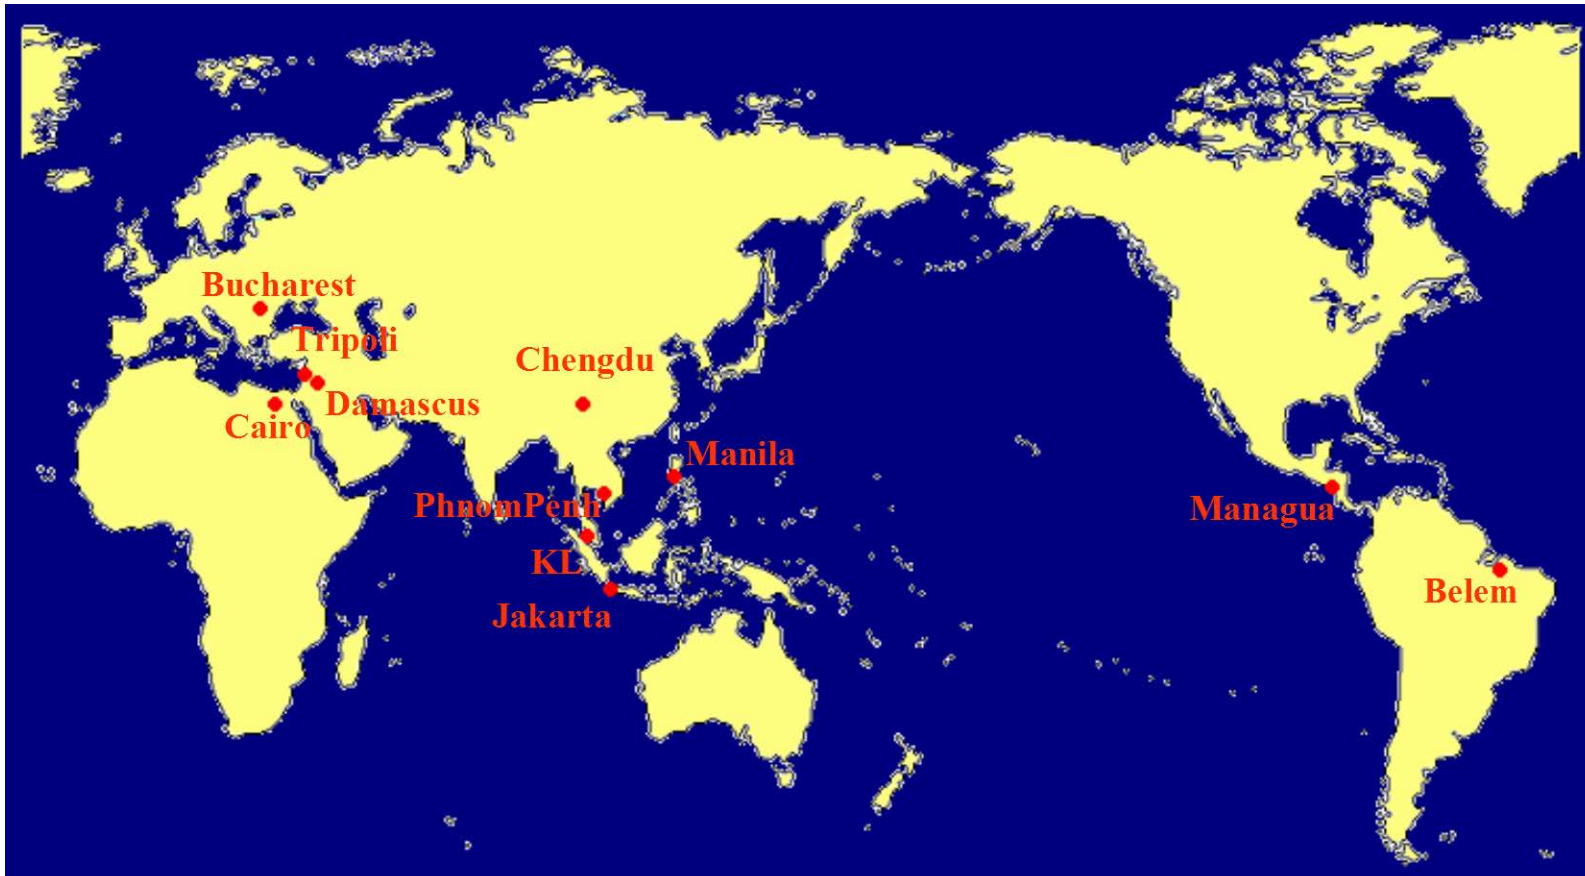 Bucharest
Tripoli
Chengdu
Damascus
Cairo
Manila
PhnomPenh
Managua
KL
Belem
Jakarta